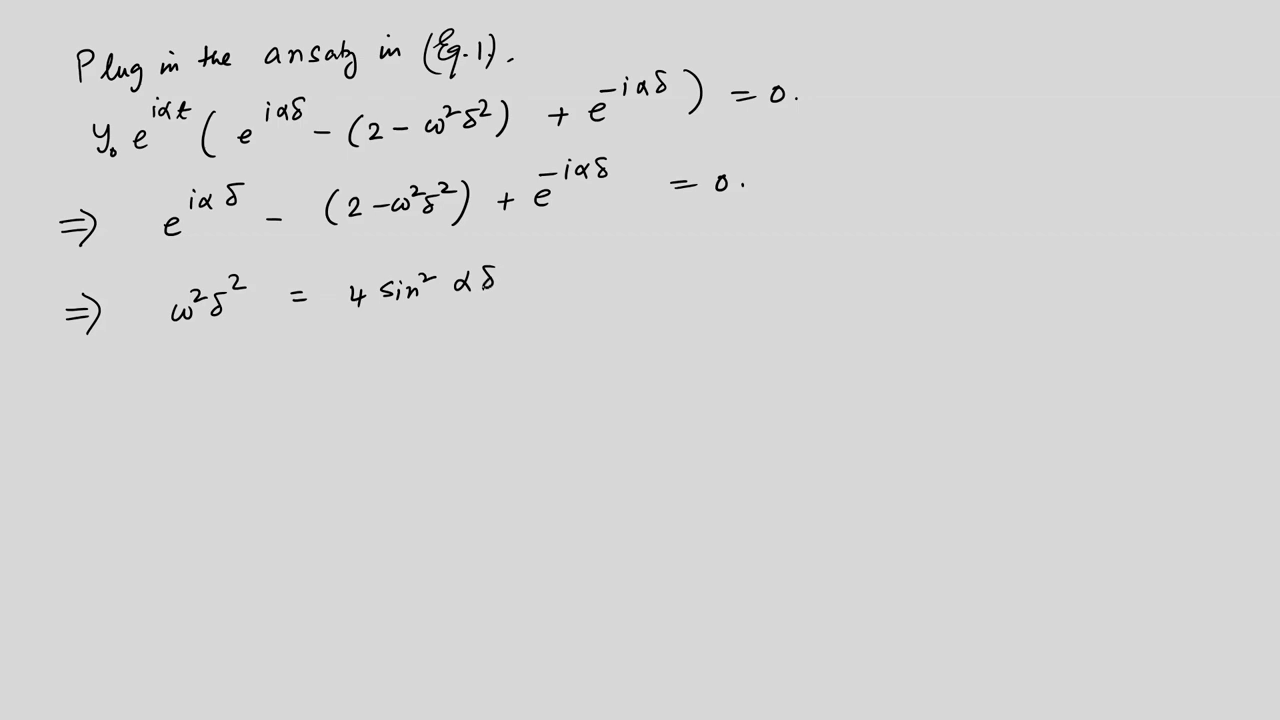 Plug in the ansatz in (Eq.1).
y₀ e^{iαt} ( e^{iαδ} - (2 - ω²δ²) + e^{-iαδ} ) = 0.
⇒ e^{iαδ} - (2 - ω²δ²) + e^{-iαδ} = 0.
⇒ ω²δ² = 4 sin² αδ